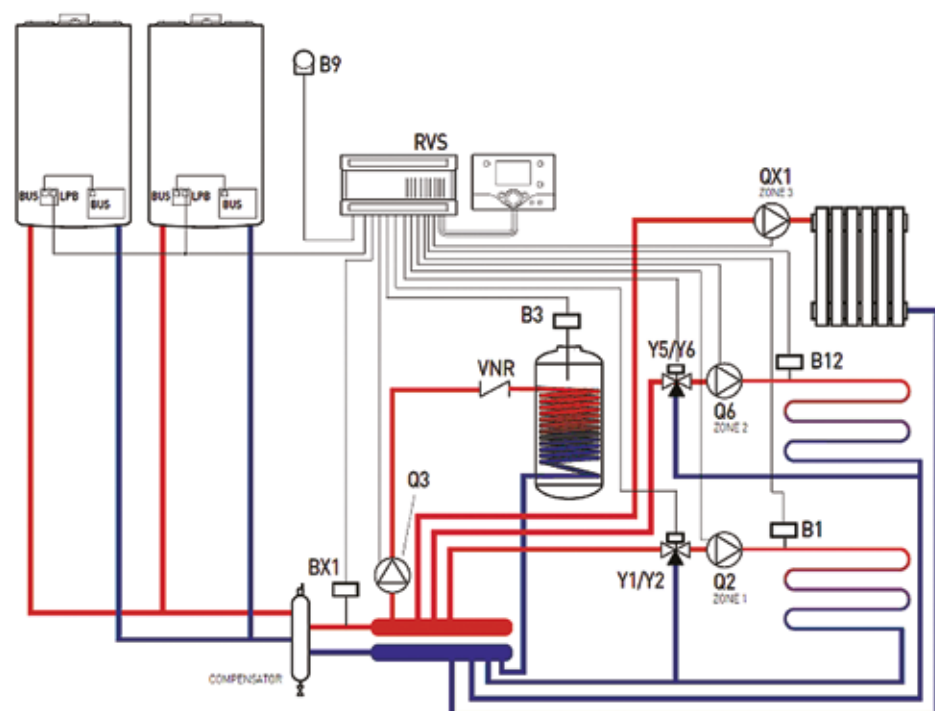 B9
RVS
QX1
ZONE 3
BUS
LPB
BUS
BUS
LPB
BUS
B3
Y5/Y6
B12
VNR
Q6
ZONE 2
Q3
B1
BX1
Y1/Y2
Q2
ZONE 1
COMPENSATOR